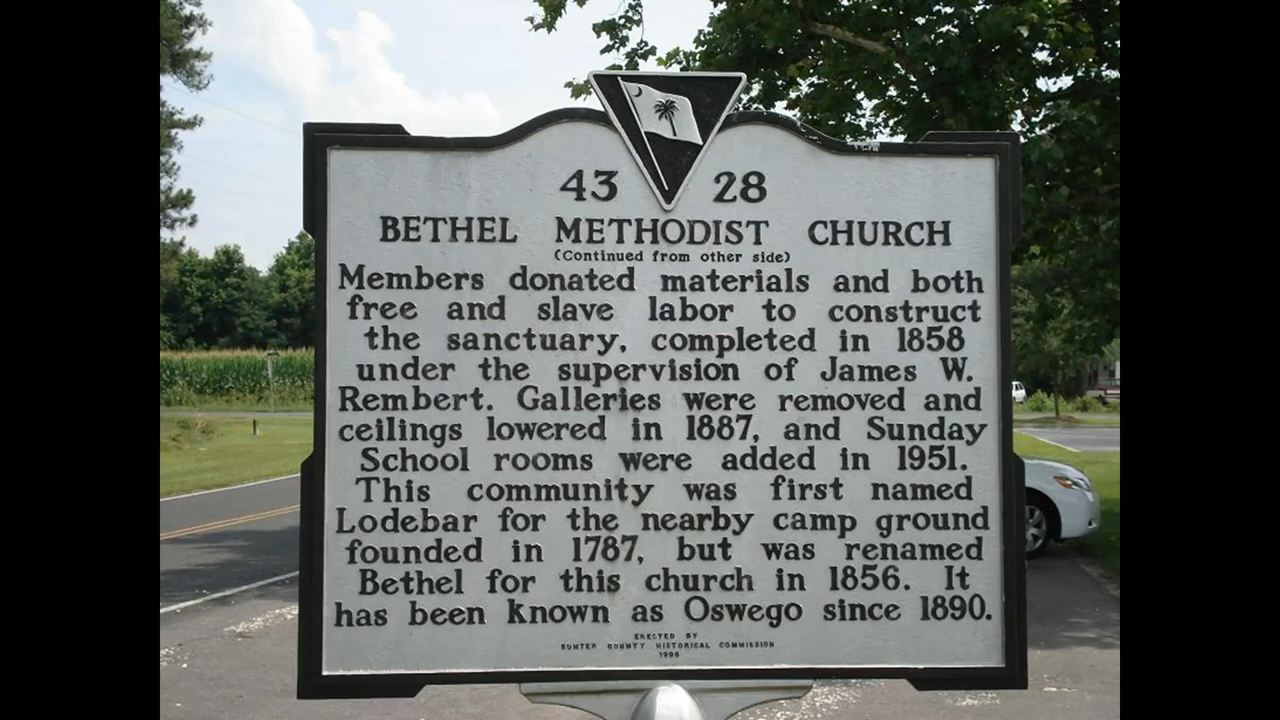 43 28
BETHEL METHODIST CHURCH
(Continued from other side)
Members donated materials and both
free and slave labor to construct
the sanctuary, completed in 1858
under the supervision of James W.
Rembert. Galleries were removed and
ceilings lowered in 1887, and Sunday
School rooms were added in 1951.
This community was first named
Lodebar for the nearby camp ground
founded in 1787, but was renamed
Bethel for this church in 1856. It
has been known as Oswego since 1890.
ERECTED BY
SUMTER COUNTY HISTORICAL COMMISSION